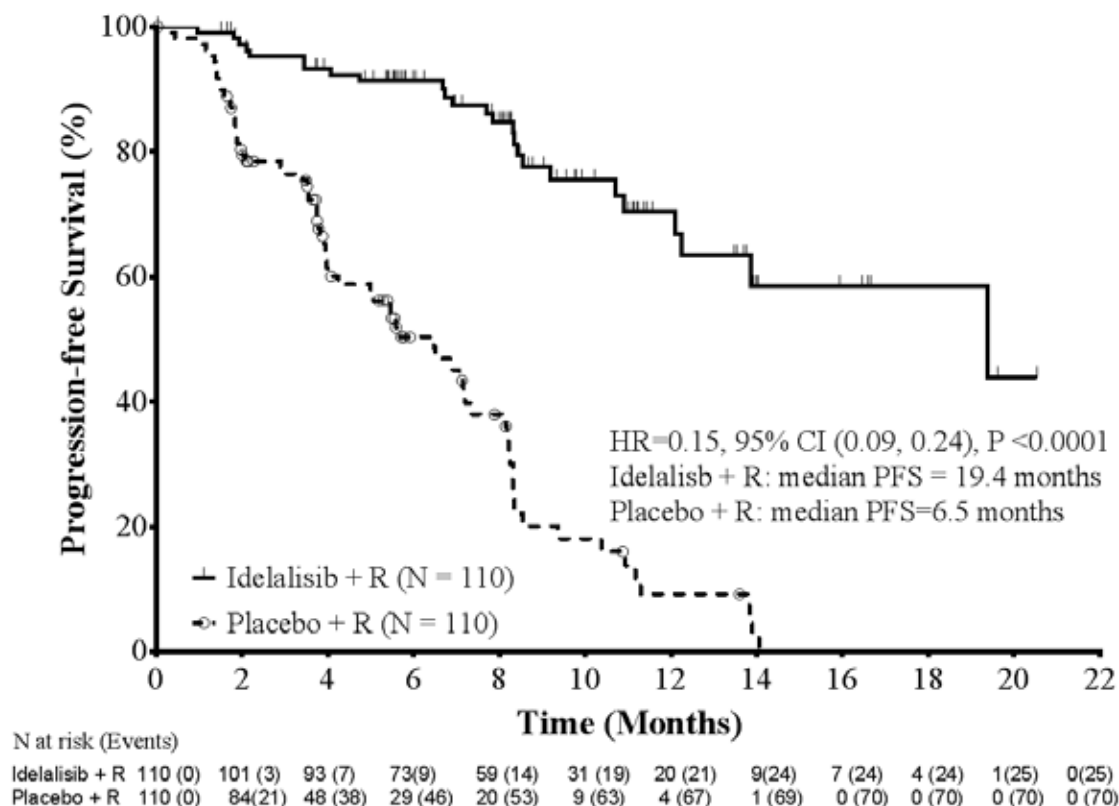 100
80
60
40
20
0
Progression-free Survival (%)
HR=0.15, 95% CI (0.09, 0.24), P <0.0001
Idelalisb + R: median PFS = 19.4 months
Placebo + R: median PFS=6.5 months
Idelalisib + R (N = 110)
Placebo + R (N = 110)
0 2 4 6 8 10 12 14 16 18 20 22
Time (Months)
N at risk (Events)
Idelalisib + R 110 (0) 101 (3) 93 (7) 73(9) 59 (14) 31 (19) 20 (21) 9(24) 7 (24) 4 (24) 1(25) 0(25)
Placebo + R 110 (0) 84(21) 48 (38) 29 (46) 20 (53) 9 (63) 4 (67) 1 (69) 0 (70) 0 (70) 0 (70) 0 (70)